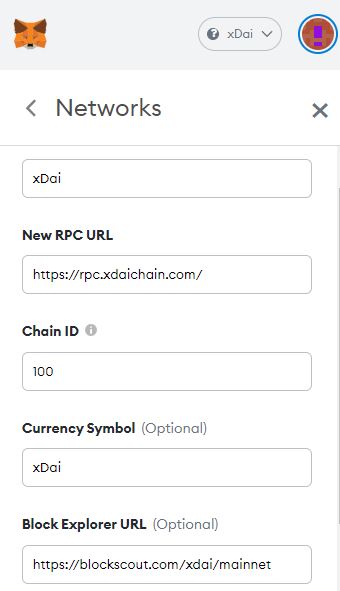 xDai
Networks
xDai
New RPC URL
https://rpc.xdaichain.com/
Chain ID
100
Currency Symbol (Optional)
xDai
Block Explorer URL (Optional)
https://blockscout.com/xdai/mainnet